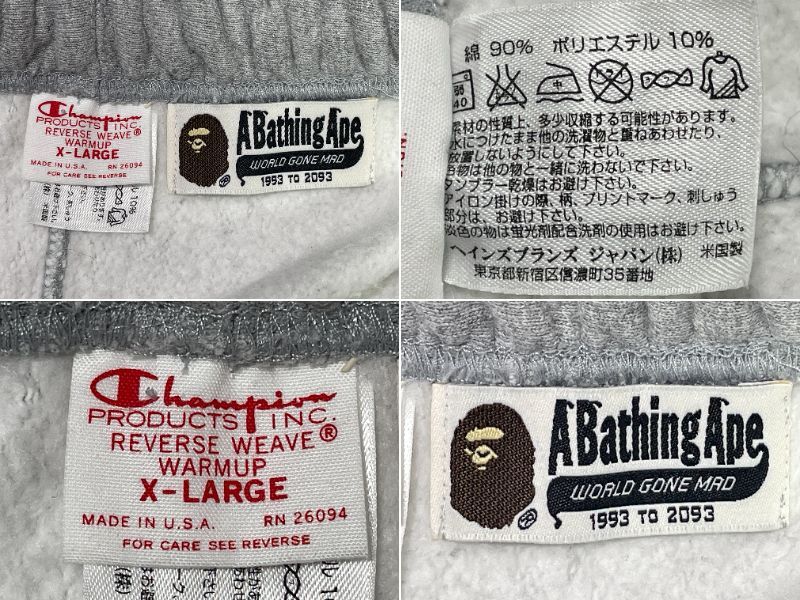 Champion
PRODUCTS INC.
REVERSE WEAVE®
WARMUP
X-LARGE
MADE IN U.S.A. RN 26094
FOR CARE SEE REVERSE
A Bathing Ape
WORLD GONE MAD
1993 TO 2093
綿 90% ポリエステル 10%
40
素材の性質上、多少収縮する可能性があります。
水につけたまま他の洗濯物と重ねあわせたり、
放置しないようにして下さい。
色物は他の物と一緒に洗わないで下さい。
タンブラー乾燥はお避け下さい。
アイロン掛けの際、柄、プリントマーク、刺しゅう
部分は、お避け下さい。
淡色の物は蛍光剤配合洗剤の使用はお避け下さい。
ヘインズブランズ ジャパン(株) 米国製
東京都新宿区信濃町35番地
Champion
PRODUCTS INC.
REVERSE WEAVE®
WARMUP
X-LARGE
MADE IN U.S.A. RN 26094
FOR CARE SEE REVERSE
A Bathing Ape
WORLD GONE MAD
1993 TO 2093